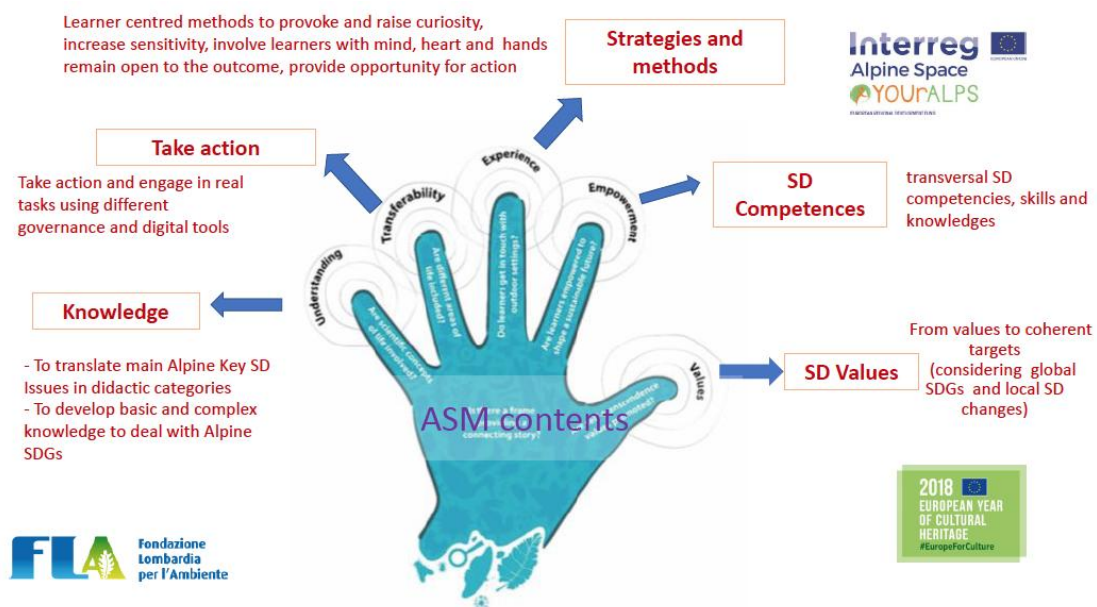 Learner centred methods to provoke and raise curiosity,
increase sensitivity, involve learners with mind, heart and hands
remain open to the outcome, provide opportunity for action
Strategies and
methods
Interreg
EUROPEAN UNION
Alpine Space
YOUrALPS
Take action
Take action and engage in real
tasks using different
governance and digital tools
Experience
Transferability
Empowerment
SD
Competences
transversal SD
competencies, skills and
knowledges
Understanding
Knowledge
- To translate main Alpine Key SD
Issues in didactic categories
- To develop basic and complex
knowledge to deal with Alpine
SDGs
Are scientific concepts
of life involved?
Are different areas of
life included?
Do learners get in touch with
outdoor settings?
Are learners empowered to
shape a sustainable future?
Values
SD Values
From values to coherent
targets
(considering global
SDGs and local SD
changes)
ASM contents
connecting story?
2018
EUROPEAN YEAR
OF CULTURAL
HERITAGE
#EuropeForCulture
FLA
Fondazione
Lombardia
per l'Ambiente